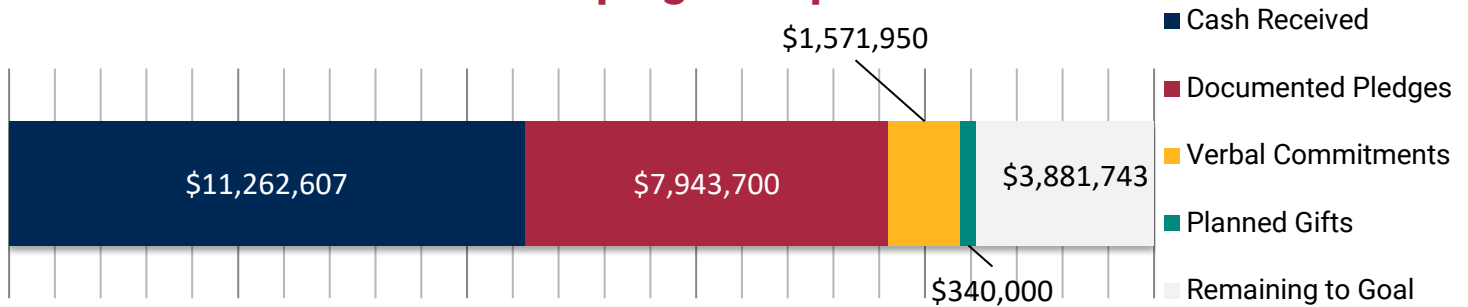 $1,571,950
$11,262,607
$7,943,700
$3,881,743
$340,000
Cash Received
Documented Pledges
Verbal Commitments
Planned Gifts
Remaining to Goal